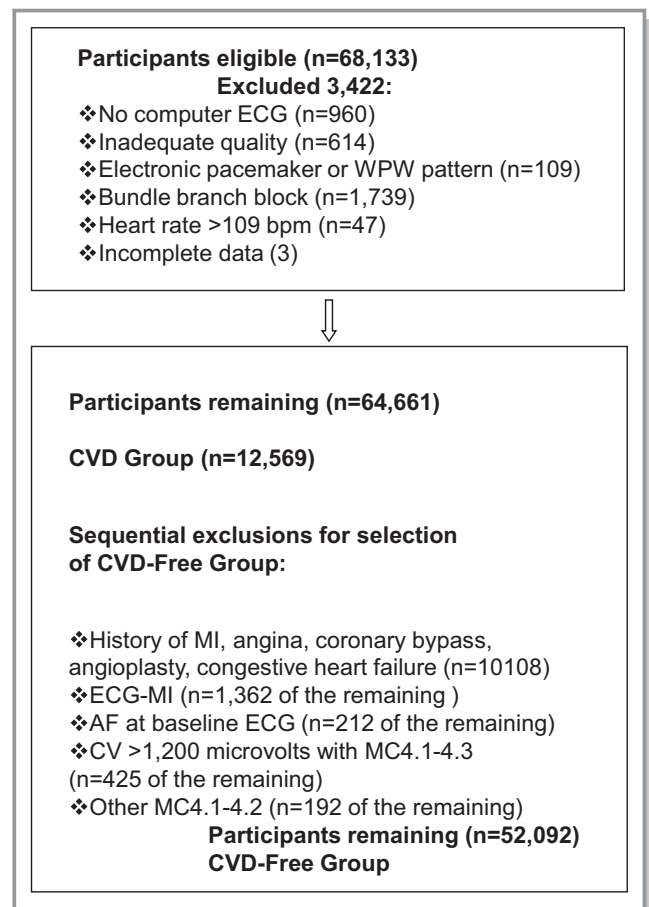 Participants eligible (n=68,133)
Excluded 3,422:
❖No computer ECG (n=960)
❖Inadequate quality (n=614)
❖Electronic pacemaker or WPW pattern (n=109)
❖Bundle branch block (n=1,739)
❖Heart rate >109 bpm (n=47)
❖Incomplete data (3)
Participants remaining (n=64,661)
CVD Group (n=12,569)
Sequential exclusions for selection
of CVD-Free Group:
❖History of MI, angina, coronary bypass,
angioplasty, congestive heart failure (n=10108)
❖ECG-MI (n=1,362 of the remaining )
❖AF at baseline ECG (n=212 of the remaining)
❖CV >1,200 microvolts with MC4.1-4.3
(n=425 of the remaining)
❖Other MC4.1-4.2 (n=192 of the remaining)
Participants remaining (n=52,092)
CVD-Free Group